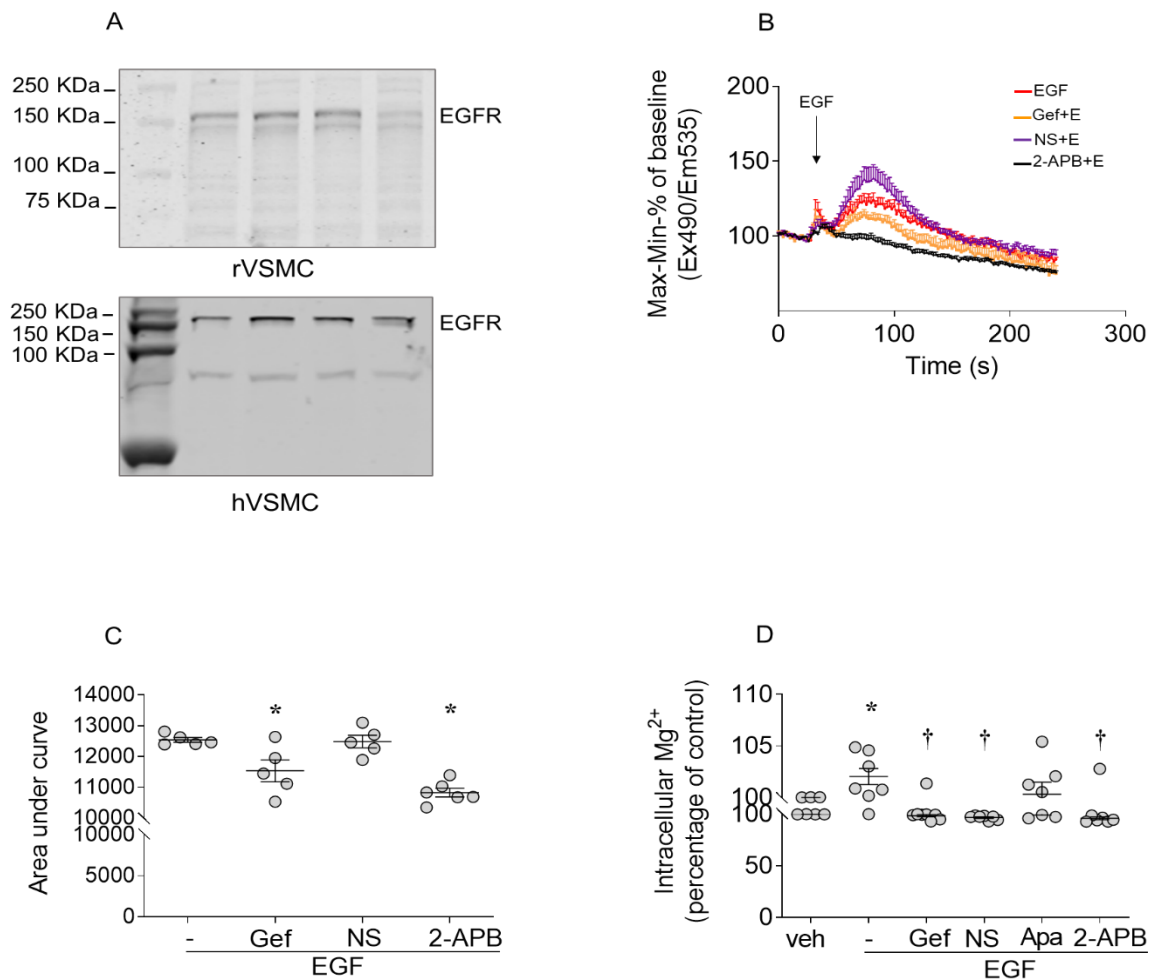 A
250 KDa
150 KDa
100 KDa
75 KDa
EGFR
rVSMC
250 KDa
150 KDa
100 KDa
EGFR
hVSMC
B
200
150
100
EGF
EGF
Gef+E
NS+E
2-APB+E
Max-Min-% of baseline
(Ex490/Em535)
0 100 200 300
Time (s)
C
14000
13000
12000
11000
10000
10000
5000
0
Area under curve
* *
- Gef NS 2-APB
EGF
D
110
105
100
100
50
0
Intracellular Mg²⁺
(percentage of control)
* † † †
veh - Gef NS Apa 2-APB
EGF